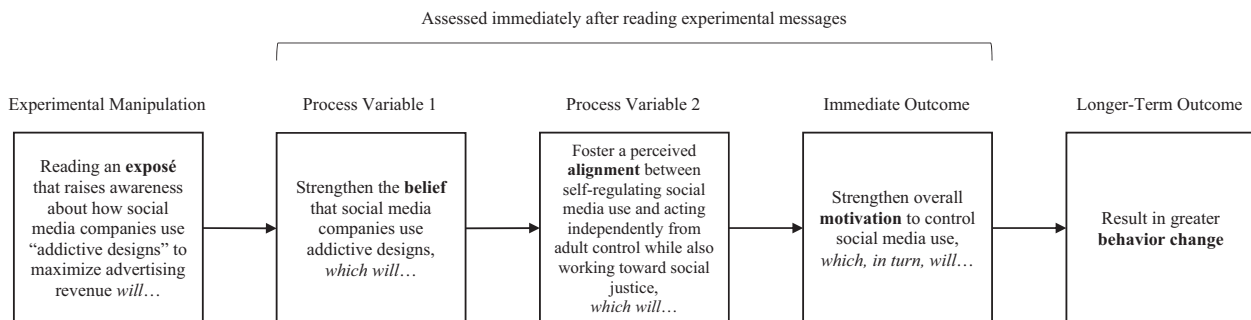 Assessed immediately after reading experimental messages
Experimental Manipulation
Process Variable 1
Process Variable 2
Immediate Outcome
Longer-Term Outcome
Reading an exposé
that raises awareness
about how social
media companies use
“addictive designs” to
maximize advertising
revenue will…
Strengthen the belief
that social media
companies use
addictive designs,
which will…
Foster a perceived
alignment between
self-regulating social
media use and acting
independently from
adult control while also
working toward social
justice,
which will…
Strengthen overall
motivation to control
social media use,
which, in turn, will…
Result in greater
behavior change